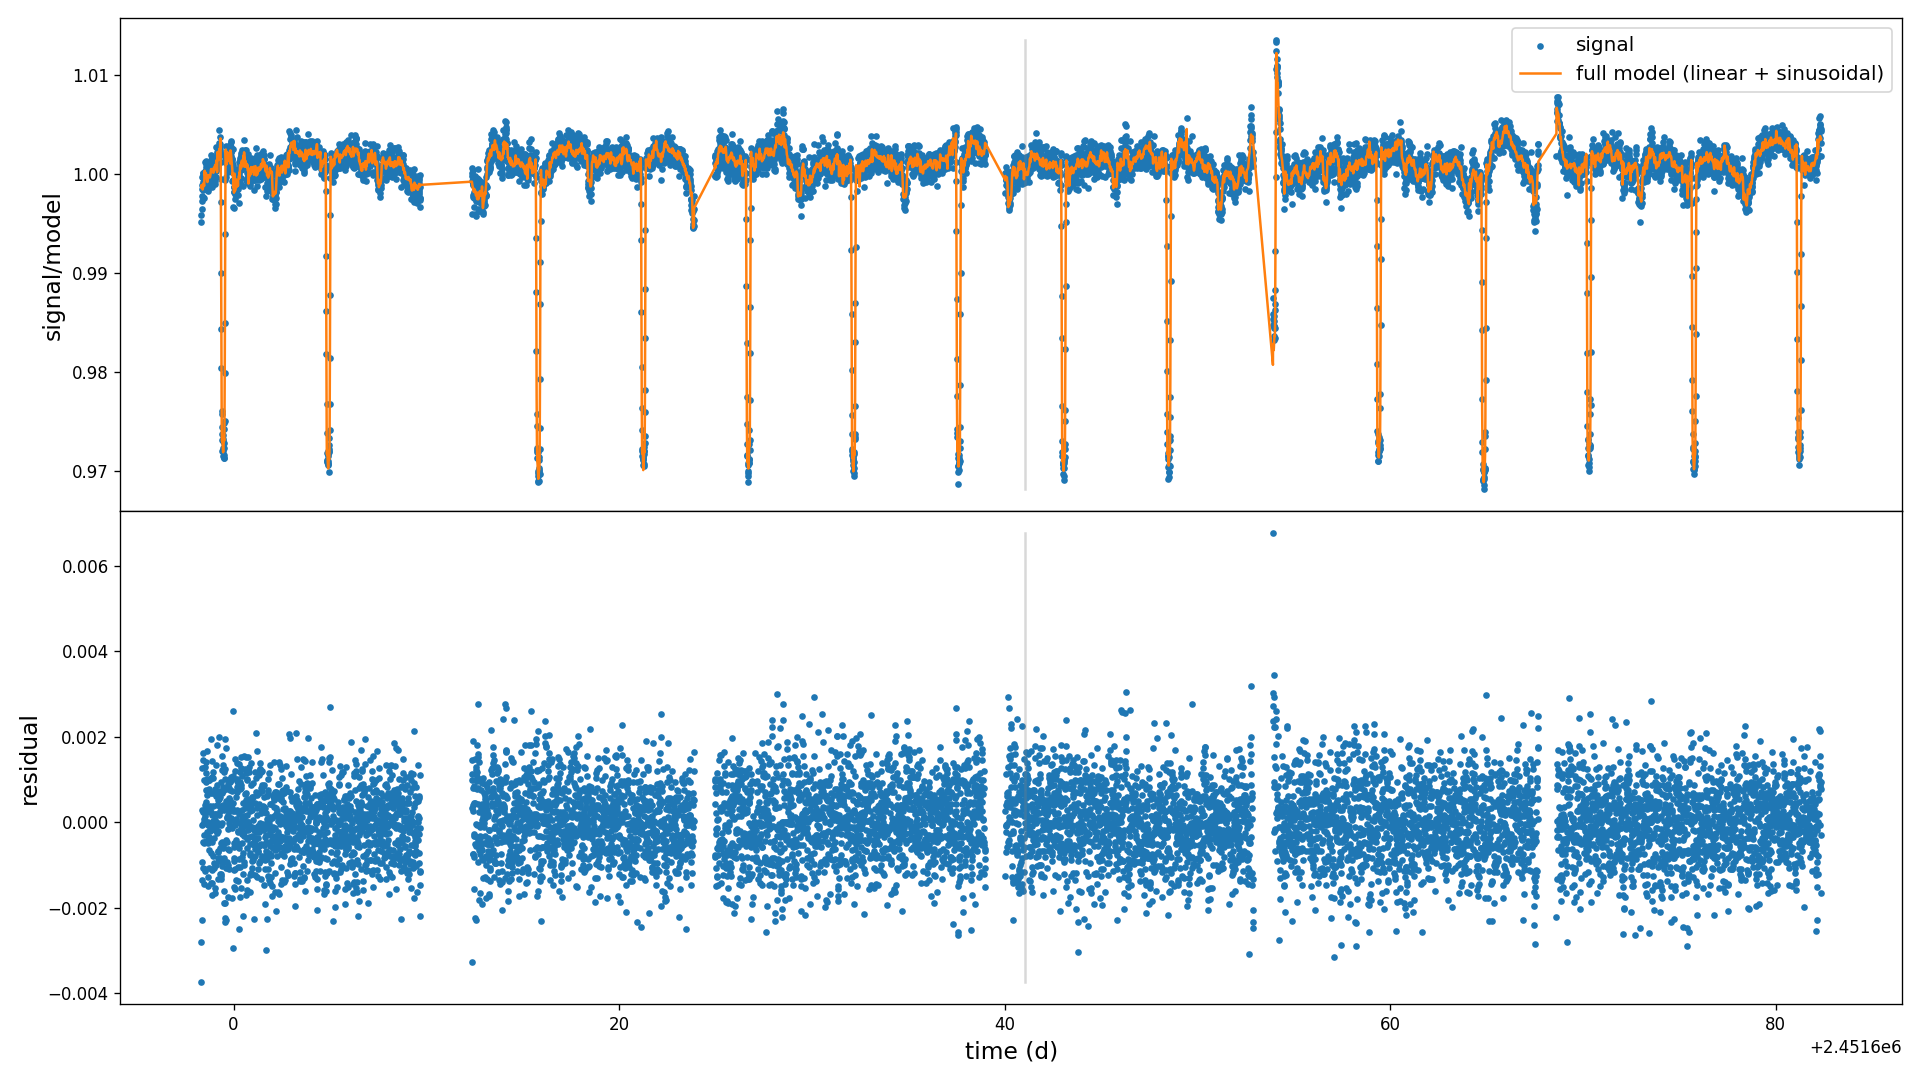 signal
full model (linear + sinusoidal)
1.01
1.00
0.99
0.98
0.97
signal/model
0.006
0.004
0.002
0.000
−0.002
−0.004
residual
0
20
40
60
80
time (d)
+2.4516e6